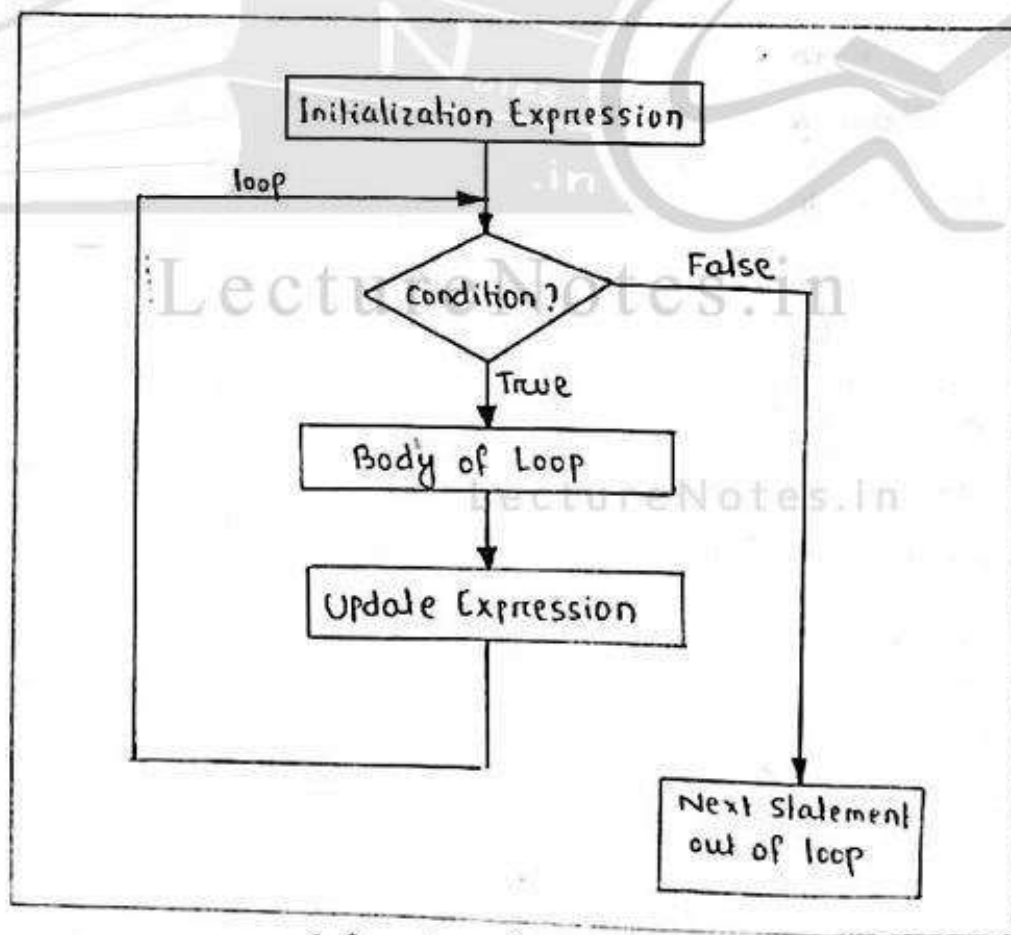 Initialization Expression
loop
.in
Condition?
False
LectureNotes.in
True
Body of Loop
LectureNotes.in
Update Expression
Next Statement
out of loop